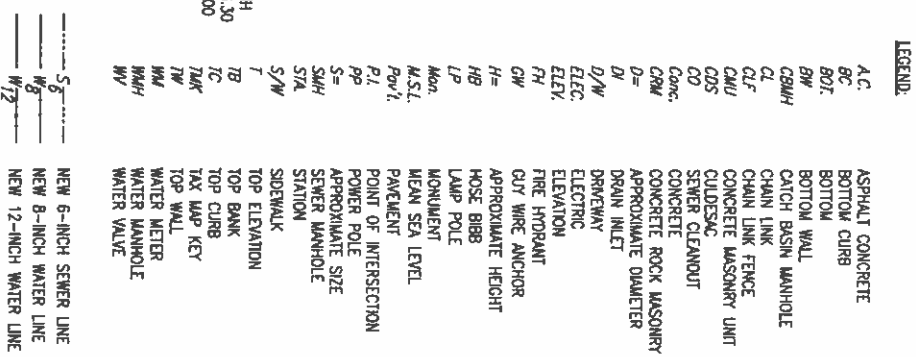 LEGEND:
A.C. ASPHALT CONCRETE
BC BOTTOM CURB
BOT. BOTTOM
BW BOTTOM WALL
CBMH CATCH BASIN MANHOLE
CL CHAIN LINK
CLF CHAIN LINK FENCE
CMU CONCRETE MASONRY UNIT
CDS CULDESAC
CO SEWER CLEANOUT
Conc. CONCRETE
CRM CONCRETE ROCK MASONRY
D= APPROXIMATE DIAMETER
DI DRAIN INLET
D/W DRIVEWAY
ELEC. ELECTRIC
ELEV. ELEVATION
FH FIRE HYDRANT
GW GUY WIRE ANCHOR
H= APPROXIMATE HEIGHT
HB HOSE BIBB
LP LAMP POLE
Mon. MONUMENT
M.S.L. MEAN SEA LEVEL
Pav't. PAVEMENT
P.I. POINT OF INTERSECTION
PP POWER POLE
S= APPROXIMATE SIZE
SMH SEWER MANHOLE
STA. STATION
S/W SIDEWALK
T TOP ELEVATION
TB TOP BANK
TC TOP CURB
TMK TAX MAP KEY
TW TOP WALL
WM WATER METER
WMH WATER MANHOLE
WV WATER VALVE
S6 NEW 6-INCH SEWER LINE
W8 NEW 8-INCH WATER LINE
W12 NEW 12-INCH WATER LINE
H
.30
00